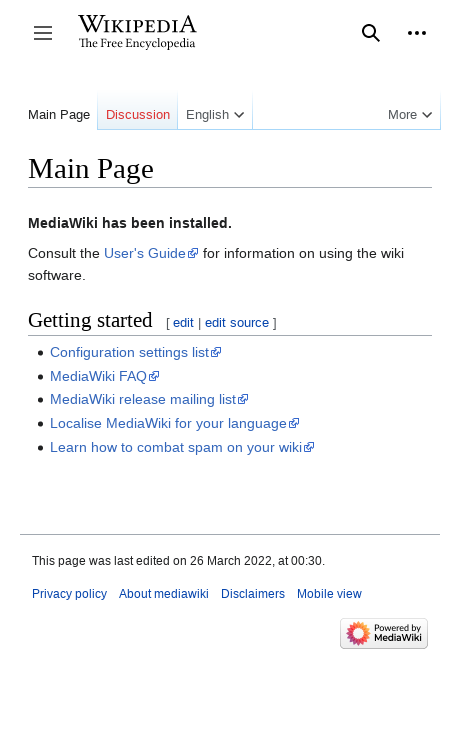 WIKIPEDIA
The Free Encyclopedia
Main Page Discussion English More
Main Page
MediaWiki has been installed.
Consult the User's Guide for information on using the wiki
software.
Getting started [ edit | edit source ]
Configuration settings list
MediaWiki FAQ
MediaWiki release mailing list
Localise MediaWiki for your language
Learn how to combat spam on your wiki
This page was last edited on 26 March 2022, at 00:30.
Privacy policy About mediawiki Disclaimers Mobile view
Powered by
MediaWiki